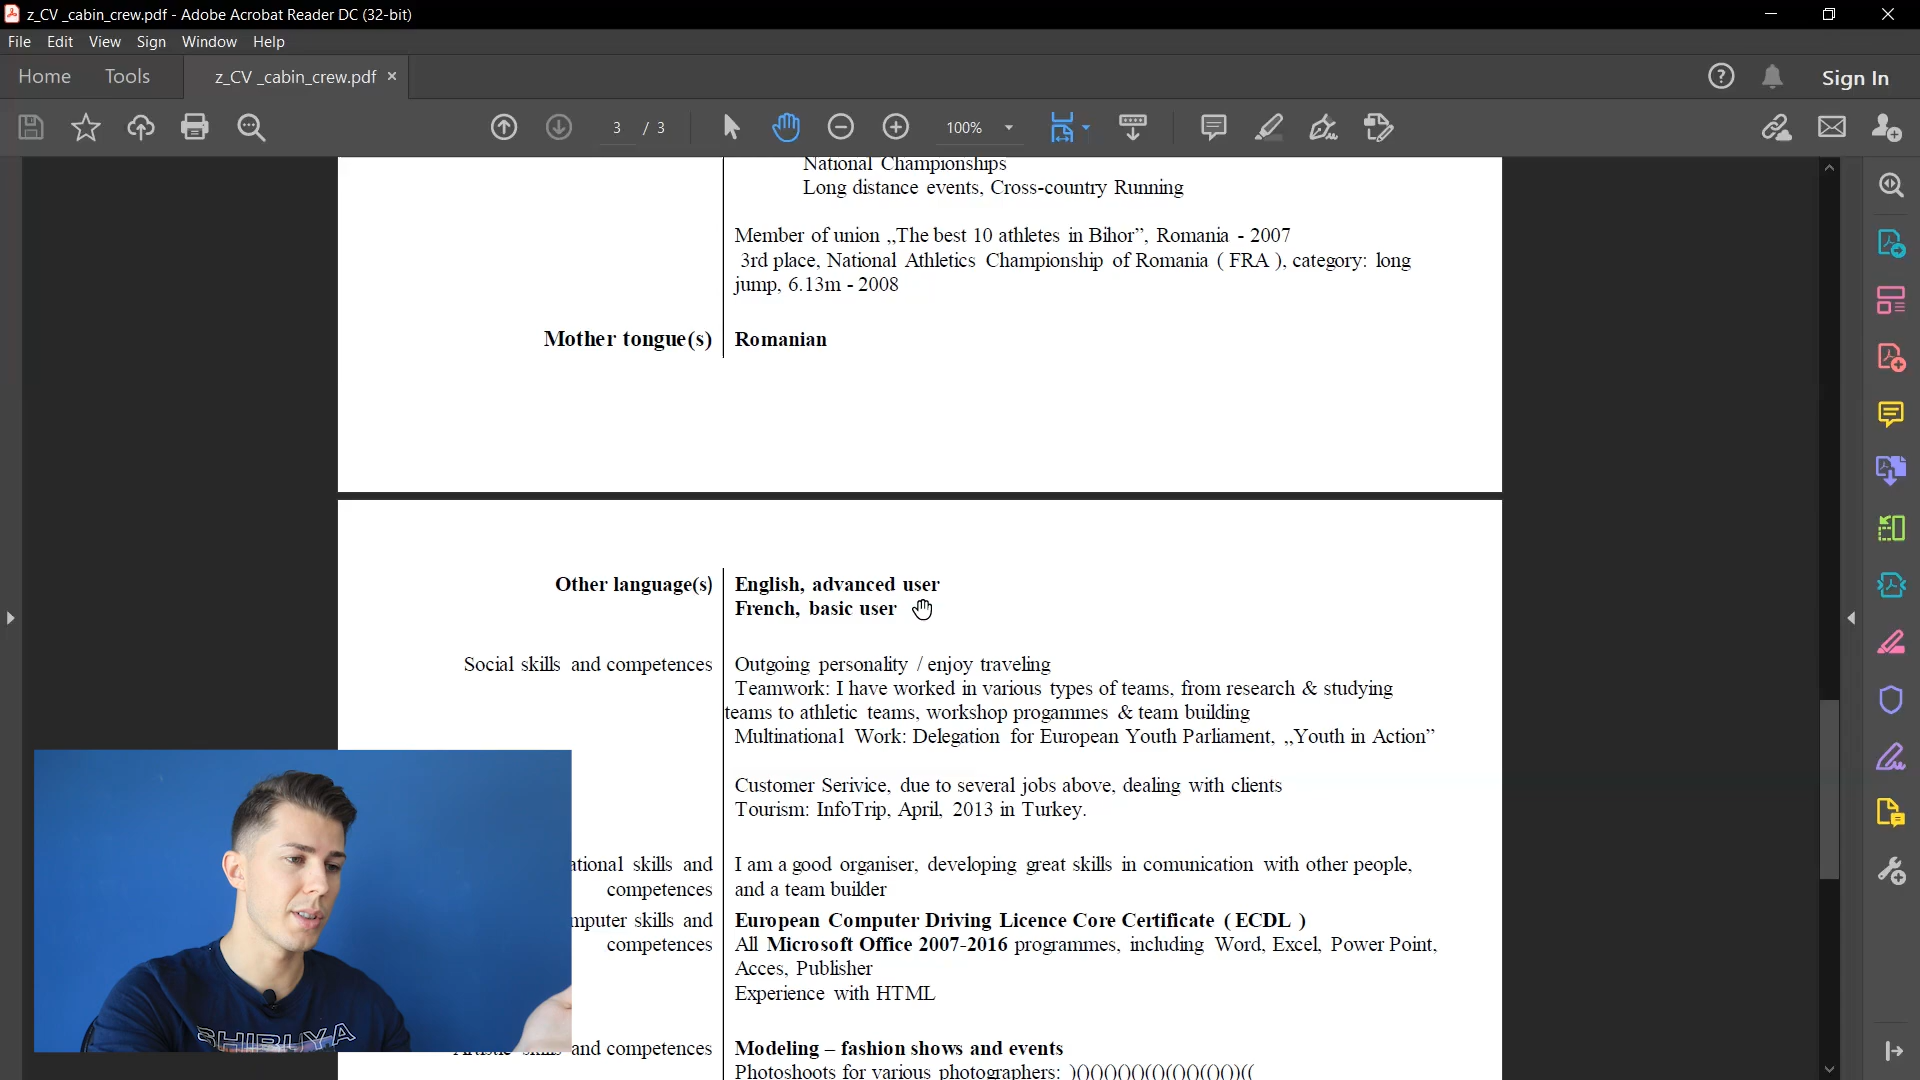 z_CV _cabin_crew.pdf - Adobe Acrobat Reader DC (32-bit)
File Edit View Sign Window Help
Home Tools z_CV _cabin_crew.pdf × Sign In
3 / 3 100%
National Championships
Long distance events, Cross-country Running
Member of union „The best 10 athletes in Bihor”, Romania - 2007
3rd place, National Athletics Championship of Romania ( FRA ), category: long
jump, 6.13m - 2008
Mother tongue(s) Romanian
Other language(s) English, advanced user
French, basic user
Social skills and competences Outgoing personality / enjoy traveling
Teamwork: I have worked in various types of teams, from research & studying
teams to athletic teams, workshop progammes & team building
Multinational Work: Delegation for European Youth Parliament, „Youth in Action”
Customer Serivice, due to several jobs above, dealing with clients
Tourism: InfoTrip, April, 2013 in Turkey.
ational skills and I am a good organiser, developing great skills in comunication with other people,
competences and a team builder
mputer skills and European Computer Driving Licence Core Certificate ( ECDL )
competences All Microsoft Office 2007-2016 programmes, including Word, Excel, Power Point,
Acces, Publisher
Experience with HTML
SHIBUYA
and competences Modeling – fashion shows and events
Photoshoots for various photographers: